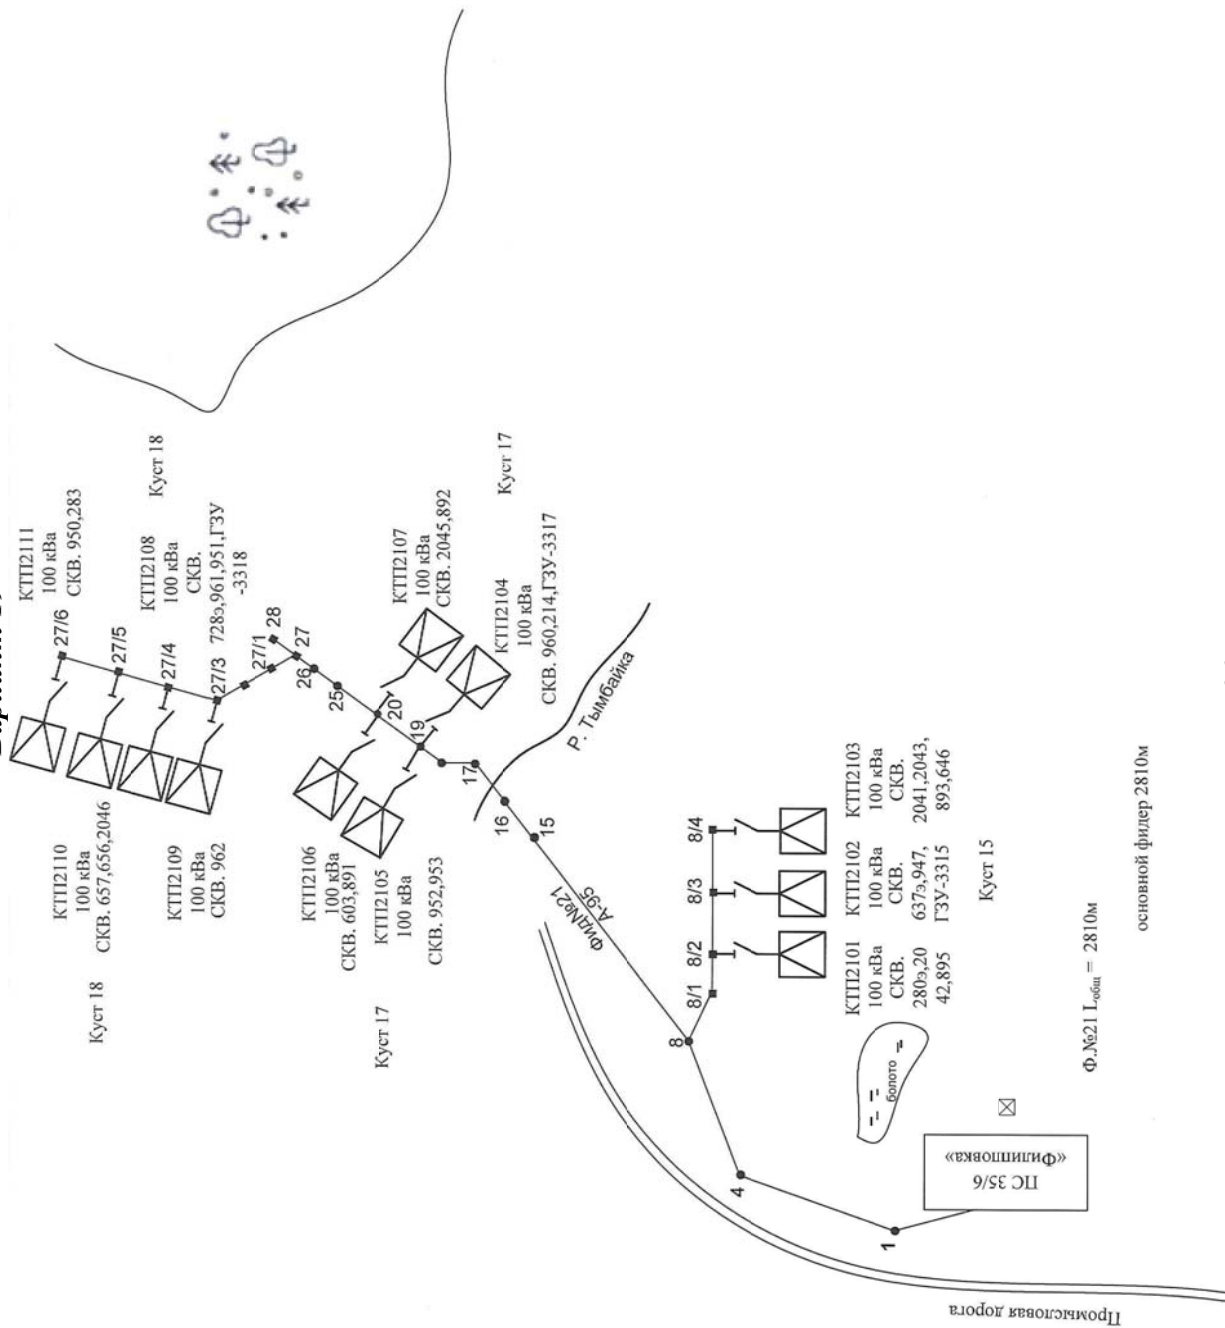 КТП2111
100 кВа
СКВ. 950,283
27/6
КТП2108
100 кВа
СКВ.
728э,961,951,ГЗУ
-3318
Куст 18
27/5
27/4
27/3
27/1
28
27
26
25
20
19
17
16
15
КТП2107
100 кВа
СКВ. 2045,892
КТП2104
100 кВа
СКВ. 960,214,ГЗУ-3317
Куст 17
КТП2110
100 кВа
СКВ. 657,656,2046
КТП2109
100 кВа
СКВ. 962
Куст 18
КТП2106
100 кВа
СКВ. 603,891
КТП2105
100 кВа
СКВ. 952,953
Куст 17
Р. Тымбайка
Фид№21
А-95
8
8/1
8/2
8/3
8/4
КТП2101
100 кВа
СКВ.
280э,20
42,895
КТП2102
100 кВа
СКВ.
637э,947,
ГЗУ-3315
КТП2103
100 кВа
СКВ.
2041,2043,
893,646
Куст 15
4
1
болото
ПС 35/6
«Филипповка»
Промысловая дорога
Ф.№21 Lобщ = 2810м
основной фидер 2810м